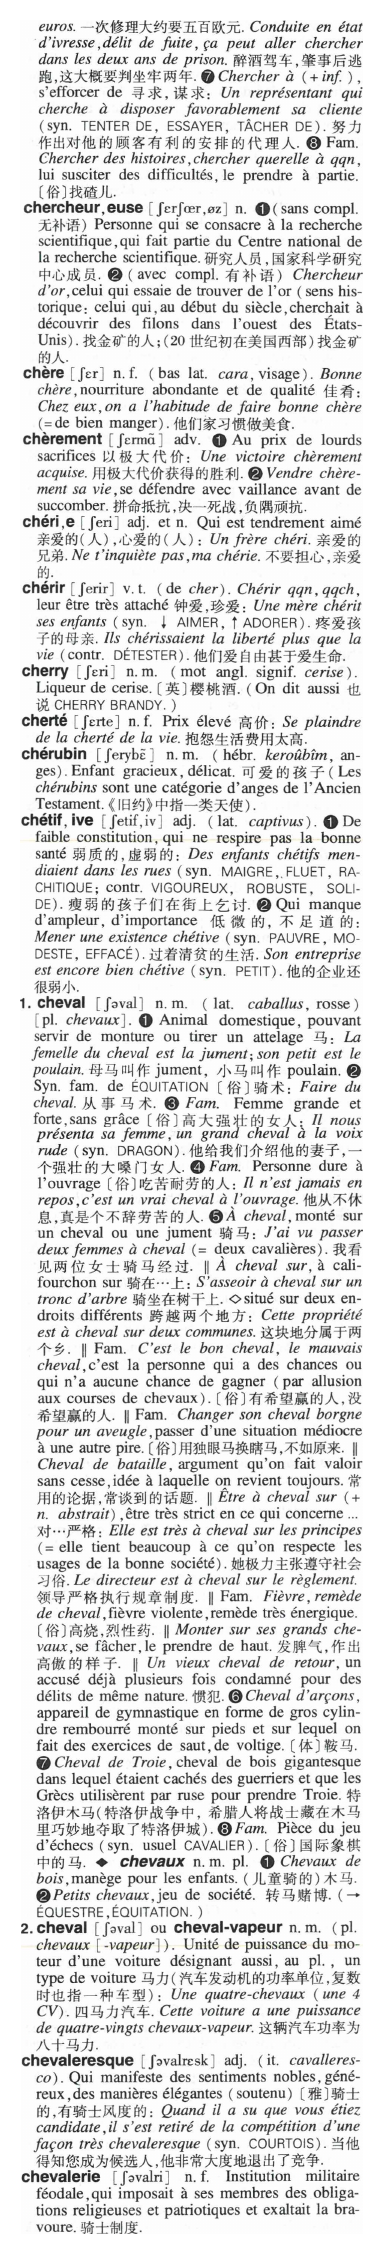 euros. 一次修理大约要五百欧元. Conduite en état
d'ivresse, délit de fuite, ça peut aller chercher
dans les deux ans de prison. 醉酒驾车, 肇事后逃
跑, 这大概要判坐牢两年. ❼ Chercher à (+ inf.),
s'efforcer de 寻求, 谋求: Un représentant qui
cherche à disposer favorablement sa cliente
(syn. TENTER DE, ESSAYER, TÂCHER DE). 努力
作出对他的顾客有利的安排的代理人. ❽ Fam.
Chercher des histoires, chercher querelle à qqn,
lui susciter des difficultés, le prendre à partie.
〔俗〕找碴儿.
chercheur, euse [ʃɛrʃœr, øz] n. ❶ (sans compl.
无补语) Personne qui se consacre à la recherche
scientifique, qui fait partie du Centre national de
la recherche scientifique. 研究人员, 国家科学研究
中心成员. ❷ (avec compl. 有补语) Chercheur
d'or, celui qui essaie de trouver de l'or (sens his-
torique: celui qui, au début du siècle, cherchait à
découvrir des filons dans l'ouest des États-
Unis). 找金矿的人; (20 世纪初在美国西部) 找金矿
的人.
chère [ʃɛr] n. f. (bas lat. cara, visage). Bonne
chère, nourriture abondante et de qualité 佳肴:
Chez eux, on a l'habitude de faire bonne chère
(= de bien manger). 他们家习惯做美食.
chèrement [ʃɛrmɑ̃] adv. ❶ Au prix de lourds
sacrifices 以极大代价: Une victoire chèrement
acquise. 用极大代价获得的胜利. ❷ Vendre chère-
ment sa vie, se défendre avec vaillance avant de
succomber. 拼命抵抗, 决一死战, 负隅顽抗.
chéri, e [ʃeri] adj. et n. Qui est tendrement aimé
亲爱的(人), 心爱的(人): Un frère chéri. 亲爱的
兄弟. Ne t'inquiète pas, ma chérie. 不要担心, 亲爱
的.
chérir [ʃerir] v. t. (de cher). Chérir qqn, qqch,
leur être très attaché 钟爱, 珍爱: Une mère chérit
ses enfants (syn. ↓ AIMER, ↑ ADORER). 疼爱孩
子的母亲. Ils chérissaient la liberté plus que la
vie (contr. DÉTESTER). 他们爱自由甚于爱生命.
cherry [ʃeri] n. m. (mot angl. signif. cerise).
Liqueur de cerise. 〔英〕樱桃酒. (On dit aussi 也
说 CHERRY BRANDY.)
cherté [ʃɛrte] n. f. Prix élevé 高价: Se plaindre
de la cherté de la vie. 抱怨生活费用太高.
chérubin [ʃerybɛ̃] n. m. (hébr. keroûbîm, an-
ges). Enfant gracieux, délicat. 可爱的孩子 (Les
chérubins sont une catégorie d'anges de l'Ancien
Testament. 《旧约》中指一类天使).
chétif, ive [ʃetif, iv] adj. (lat. captivus). ❶ De
faible constitution, qui ne respire pas la bonne
santé 弱质的, 虚弱的: Des enfants chétifs men-
diaient dans les rues (syn. MAIGRE, FLUET, RA-
CHITIQUE; contr. VIGOUREUX, ROBUSTE, SOLI-
DE). 瘦弱的孩子们在街上乞讨. ❷ Qui manque
d'ampleur, d'importance 低微的, 不足道的:
Mener une existence chétive (syn. PAUVRE, MO-
DESTE, EFFACÉ). 过着清贫的生活. Son entreprise
est encore bien chétive (syn. PETIT). 他的企业还
很弱小.
1. cheval [ʃəval] n. m. (lat. caballus, rosse)
[pl. chevaux]. ❶ Animal domestique, pouvant
servir de monture ou tirer un attelage 马: La
femelle du cheval est la jument; son petit est le
poulain. 母马叫作 jument, 小马叫作 poulain. ❷
Syn. fam. de ÉQUITATION 〔俗〕骑术: Faire du
cheval. 从事马术. ❸ Fam. Femme grande et
forte, sans grâce 〔俗〕高大强壮的女人: Il nous
présenta sa femme, un grand cheval à la voix
rude (syn. DRAGON). 他给我们介绍他的妻子, 一
个强壮的大嗓门女人. ❹ Fam. Personne dure à
l'ouvrage 〔俗〕吃苦耐劳的人: Il n'est jamais en
repos, c'est un vrai cheval à l'ouvrage. 他从不休
息, 真是个不辞劳苦的人. ❺ À cheval, monté sur
un cheval ou une jument 骑马: J'ai vu passer
deux femmes à cheval (= deux cavalières). 我看
见两位女士骑马经过. ‖ À cheval sur, à cali-
fourchon sur 骑在…上: S'asseoir à cheval sur un
tronc d'arbre 骑坐在树干上. ◇ situé sur deux en-
droits différents 跨越两个地方: Cette propriété
est à cheval sur deux communes. 这块地分属于两
个乡. ‖ Fam. C'est le bon cheval, le mauvais
cheval, c'est la personne qui a des chances ou
qui n'a aucune chance de gagner (par allusion
aux courses de chevaux). 〔俗〕有希望赢的人, 没
希望赢的人. ‖ Fam. Changer son cheval borgne
pour un aveugle, passer d'une situation médiocre
à une autre pire. 〔俗〕用独眼马换瞎马, 不如原来. ‖
Cheval de bataille, argument qu'on fait valoir
sans cesse, idée à laquelle on revient toujours. 常
用的论据, 常谈到的话题. ‖ Être à cheval sur (+
n. abstrait), être très strict en ce qui concerne ...
对…严格: Elle est très à cheval sur les principes
(= elle tient beaucoup à ce qu'on respecte les
usages de la bonne société). 她极力主张遵守社会
习俗. Le directeur est à cheval sur le règlement.
领导严格执行规章制度. ‖ Fam. Fièvre, remède
de cheval, fièvre violente, remède très énergique.
〔俗〕高烧, 烈性药. ‖ Monter sur ses grands che-
vaux, se fâcher, le prendre de haut. 发脾气, 作出
高傲的样子. ‖ Un vieux cheval de retour, un
accusé déjà plusieurs fois condamné pour des
délits de même nature. 惯犯. ❻ Cheval d'arçons,
appareil de gymnastique en forme de gros cylin-
dre rembourré monté sur pieds et sur lequel on
fait des exercices de saut, de voltige. 〔体〕鞍马.
❼ Cheval de Troie, cheval de bois gigantesque
dans lequel étaient cachés des guerriers et que les
Grecs utilisèrent par ruse pour prendre Troie. 特
洛伊木马(特洛伊战争中, 希腊人将战士藏在木马
里巧妙地夺取了特洛伊城). ❽ Fam. Pièce du jeu
d'échecs (syn. usuel CAVALIER). 〔俗〕国际象棋
中的马. ◆ chevaux n. m. pl. ❶ Chevaux de
bois, manège pour les enfants. (儿童骑的)木马.
❷ Petits chevaux, jeu de société. 转马赌博. (→
ÉQUESTRE, ÉQUITATION.)
2. cheval [ʃəval] ou cheval-vapeur n. m. (pl.
chevaux [-vapeur]). Unité de puissance du mo-
teur d'une voiture désignant aussi, au pl., un
type de voiture 马力(汽车发动机的功率单位, 复数
时也指一种车型): Une quatre-chevaux (une 4
CV). 四马力汽车. Cette voiture a une puissance
de quatre-vingts chevaux-vapeur. 这辆汽车功率为
八十马力.
chevaleresque [ʃəvalrɛsk] adj. (it. cavalleres-
co). Qui manifeste des sentiments nobles, géné-
reux, des manières élégantes (soutenu) 〔雅〕骑士
的, 有骑士风度的: Quand il a su que vous étiez
candidate, il s'est retiré de la compétition d'une
façon très chevaleresque (syn. COURTOIS). 当他
得知您成为候选人, 他非常大度地退出了竞争.
chevalerie [ʃəvalri] n. f. Institution militaire
féodale, qui imposait à ses membres des obliga-
tions religieuses et patriotiques et exaltait la bra-
voure. 骑士制度.